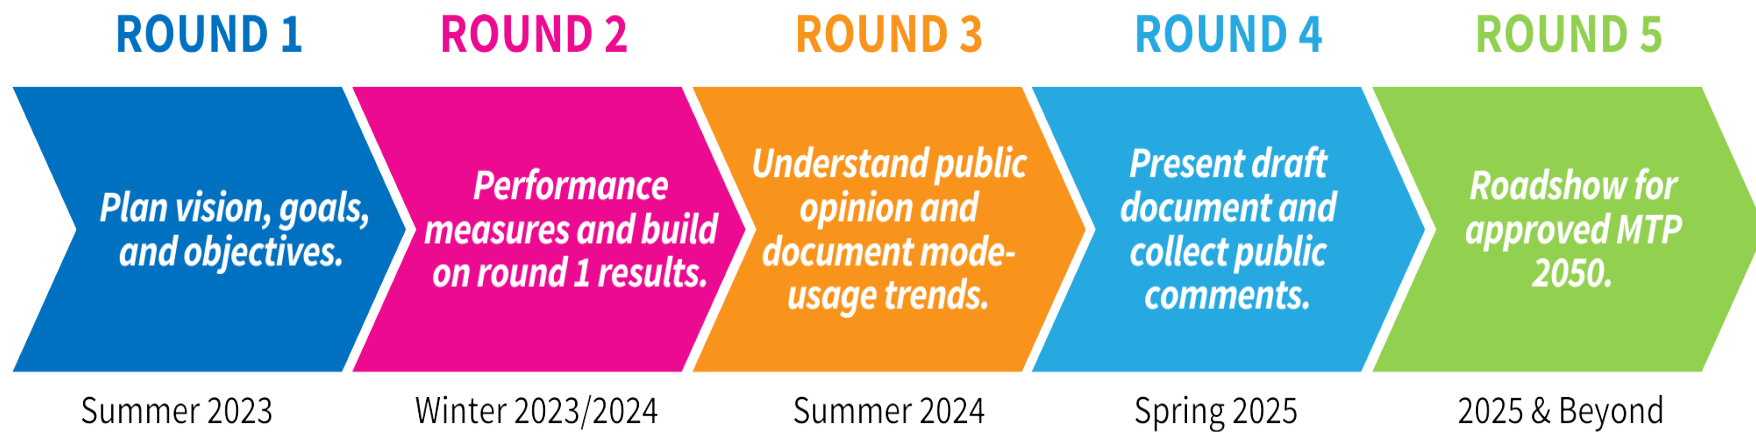 ROUND 1
ROUND 2
ROUND 3
ROUND 4
ROUND 5
Plan vision, goals,
and objectives.
Performance
measures and build
on round 1 results.
Understand public
opinion and
document mode-
usage trends.
Present draft
document and
collect public
comments.
Roadshow for
approved MTP
2050.
Summer 2023
Winter 2023/2024
Summer 2024
Spring 2025
2025 & Beyond